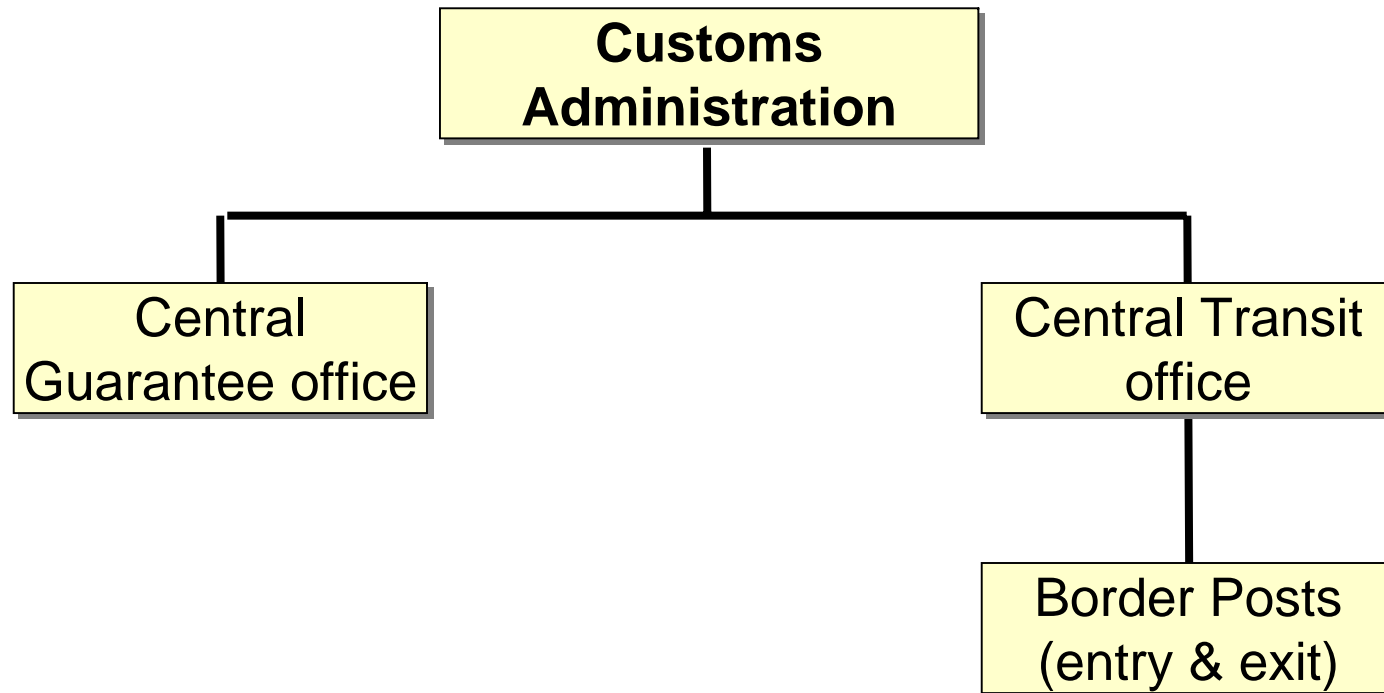 Customs
Administration
Central
Guarantee office
Central Transit
office
Border Posts
(entry & exit)